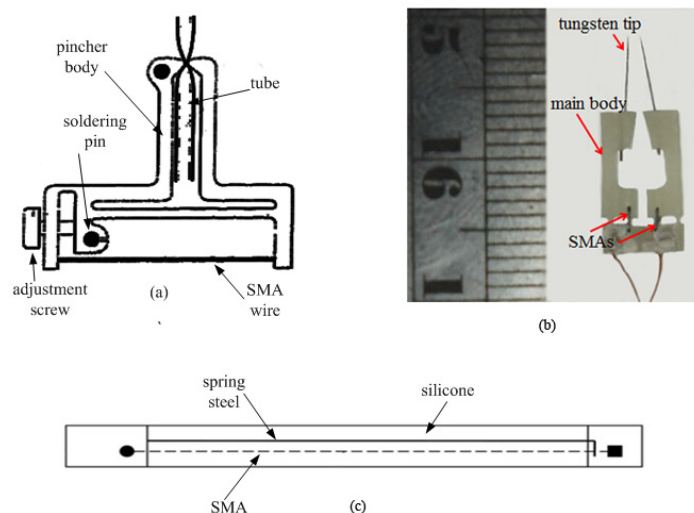 pincher
body
tube
soldering
pin
adjustment
screw
(a)
SMA
wire
tungsten tip
main body
SMAs
(b)
spring
steel
silicone
SMA
(c)